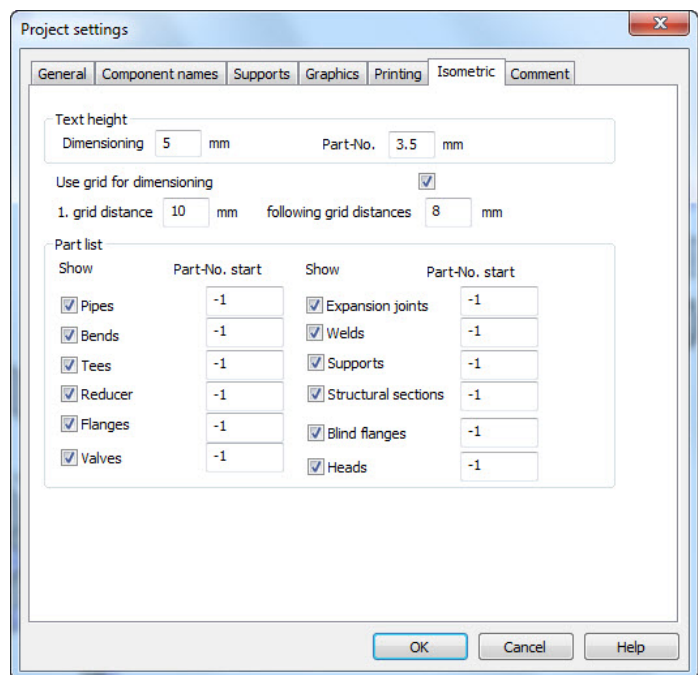 Project settings
General Component names Supports Graphics Printing Isometric Comment
Text height
Dimensioning 5 mm Part-No. 3.5 mm
Use grid for dimensioning
1. grid distance 10 mm following grid distances 8 mm
Part list
Show Part-No. start Show Part-No. start
Pipes -1 Expansion joints -1
Bends -1 Welds -1
Tees -1 Supports -1
Reducer -1 Structural sections -1
Flanges -1 Blind flanges -1
Valves -1 Heads -1
OK Cancel Help